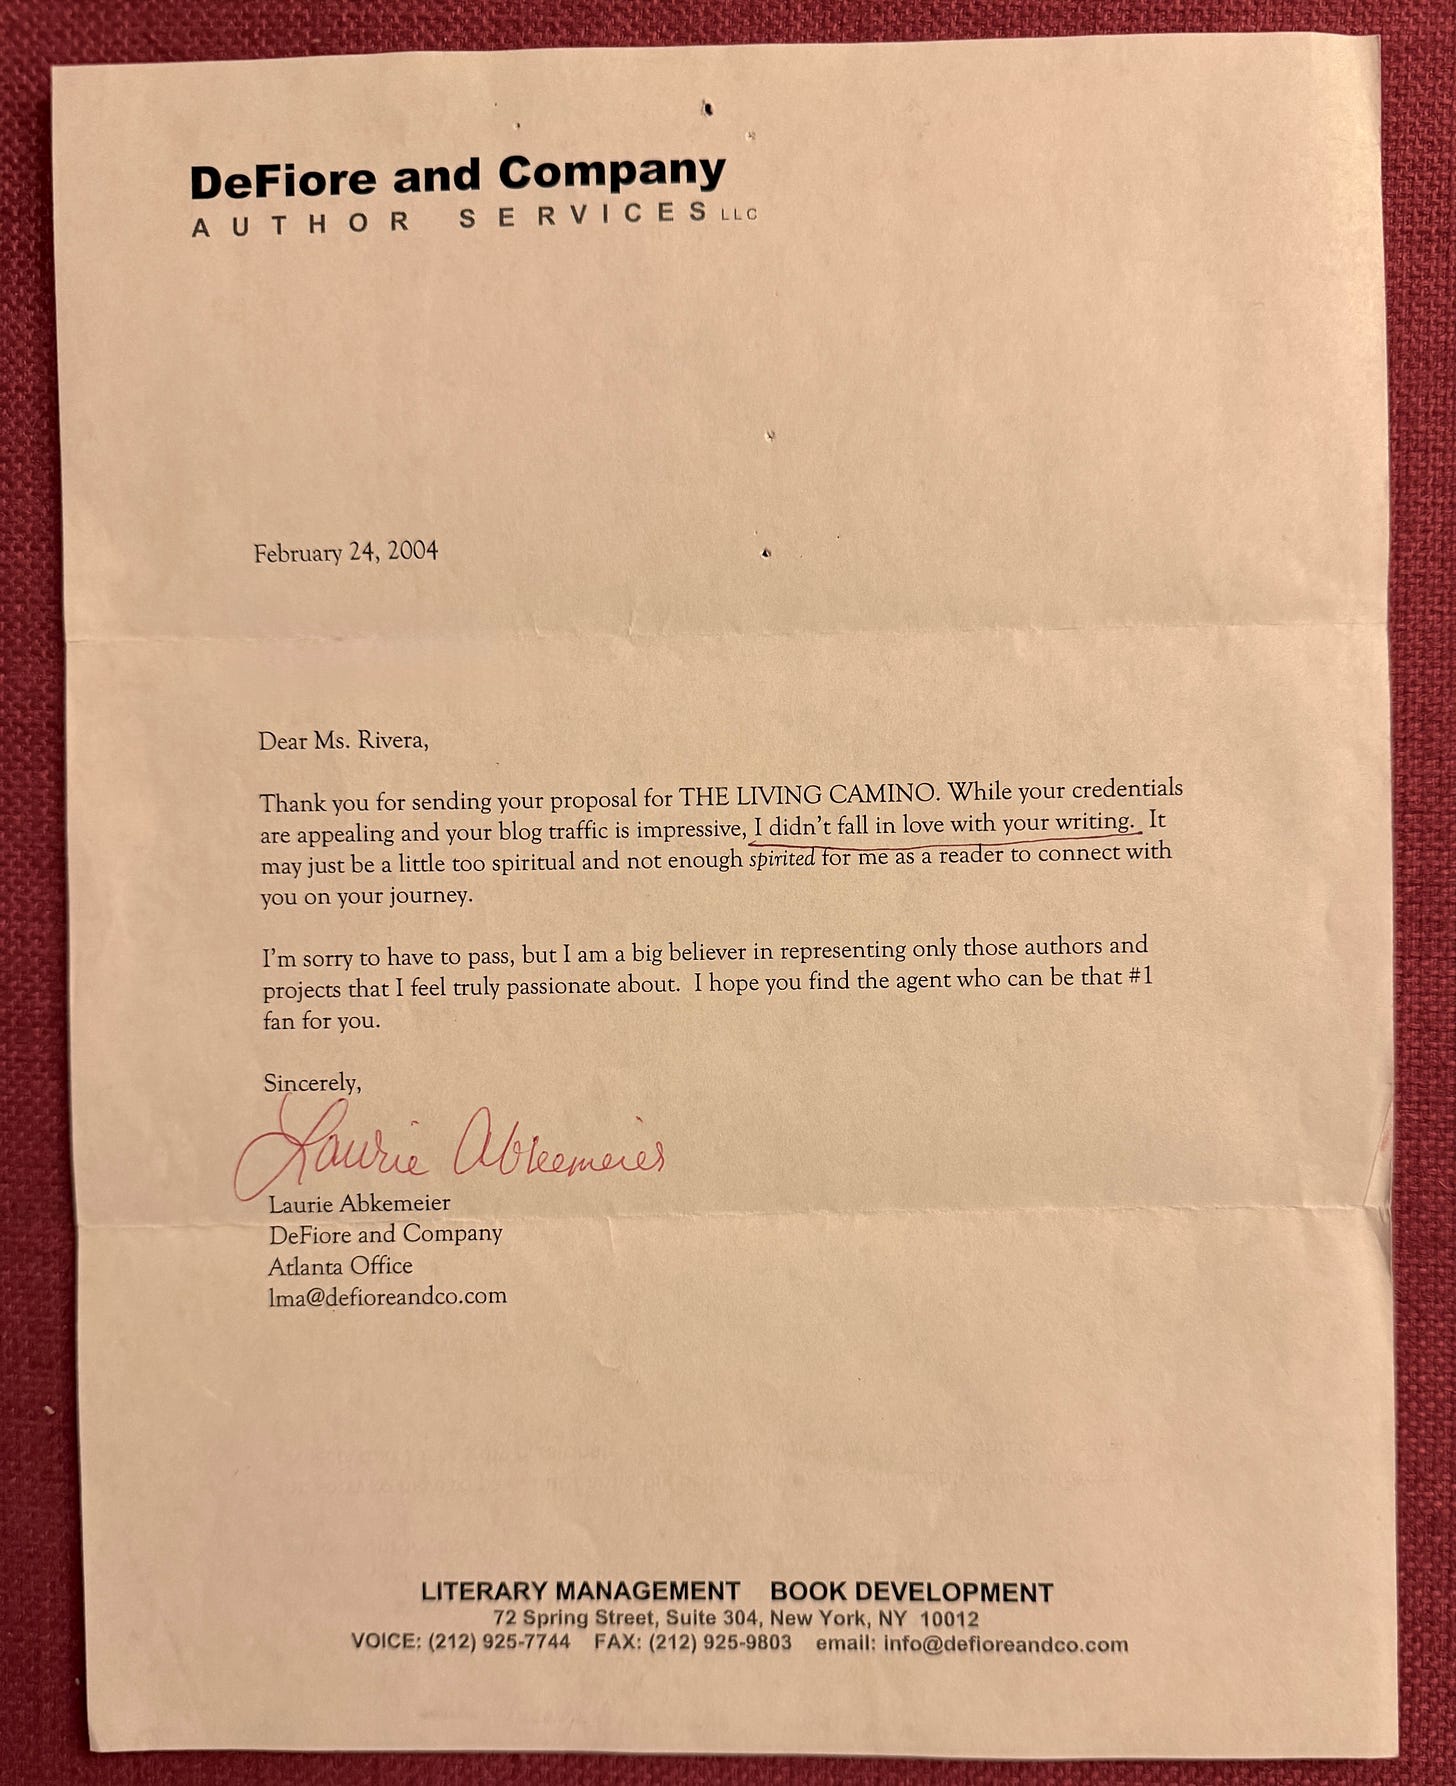 DeFiore and Company
AUTHOR SERVICES LLC
February 24, 2004
Dear Ms. Rivera,
Thank you for sending your proposal for THE LIVING CAMINO. While your credentials
are appealing and your blog traffic is impressive, I didn't fall in love with your writing. It
may just be a little too spiritual and not enough spirited for me as a reader to connect with
you on your journey.
I'm sorry to have to pass, but I am a big believer in representing only those authors and
projects that I feel truly passionate about. I hope you find the agent who can be that #1
fan for you.
Sincerely,
Laurie Abkemeier
Laurie Abkemeier
DeFiore and Company
Atlanta Office
lma@defioreandco.com
LITERARY MANAGEMENT BOOK DEVELOPMENT
72 Spring Street, Suite 304, New York, NY 10012
VOICE: (212) 925-7744 FAX: (212) 925-9803 email: info@defioreandco.com